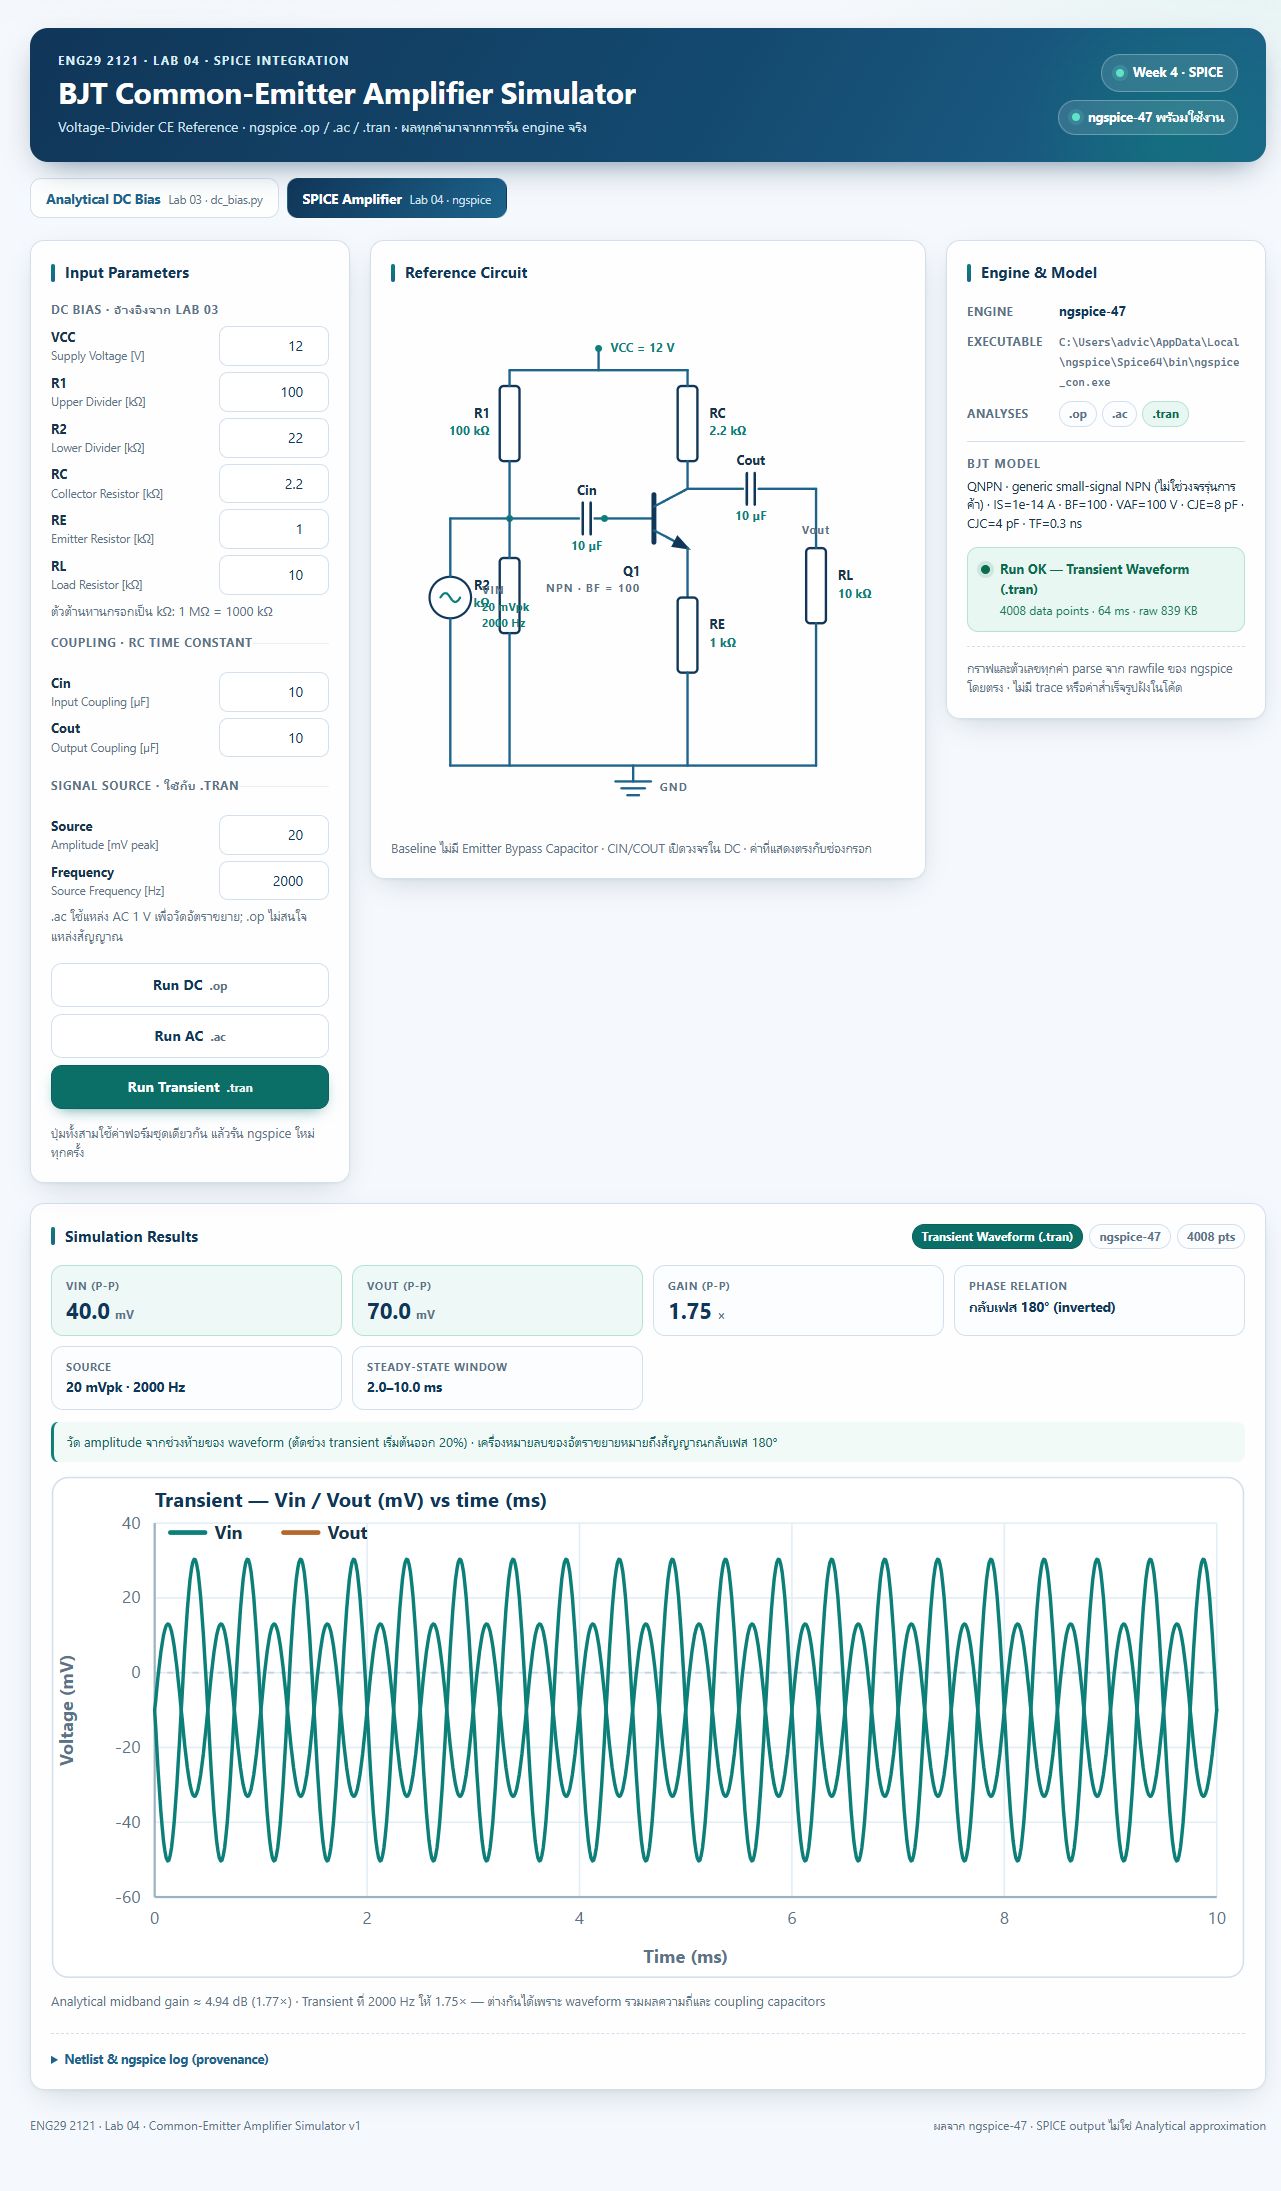 ENG29 2121 · LAB 04 · SPICE INTEGRATION
BJT Common-Emitter Amplifier Simulator
Voltage-Divider CE Reference · ngspice .op / .ac / .tran · ผลทุกค่ามาจากการรัน engine จริง
Week 4 · SPICE
ngspice-47 พร้อมใช้งาน
Analytical DC Bias Lab 03 · dc_bias.py
SPICE Amplifier Lab 04 · ngspice
Input Parameters
DC BIAS · อ้างอิงจาก LAB 03
VCC
Supply Voltage [V]
12
R1
Upper Divider [kΩ]
100
R2
Lower Divider [kΩ]
22
RC
Collector Resistor [kΩ]
2.2
RE
Emitter Resistor [kΩ]
1
RL
Load Resistor [kΩ]
10
ตัวต้านทานกรอกเป็น kΩ: 1 MΩ = 1000 kΩ
COUPLING · RC TIME CONSTANT
Cin
Input Coupling [µF]
10
Cout
Output Coupling [µF]
10
SIGNAL SOURCE · ใช้กับ .TRAN
Source
Amplitude [mV peak]
20
Frequency
Source Frequency [Hz]
2000
.ac ใช้แหล่ง AC 1 V เพื่อวัดอัตราขยาย; .op ไม่สนใจ
แหล่งสัญญาณ
Run DC .op
Run AC .ac
Run Transient .tran
ปุ่มทั้งสามใช้ค่าฟอร์มชุดเดียวกัน แล้วรัน ngspice ใหม่
ทุกครั้ง
Reference Circuit
VCC = 12 V
R1
100 kΩ
RC
2.2 kΩ
Cout
10 µF
Cin
10 µF
Vout
Q1
NPN · BF = 100
R2
kΩ
VIN
20 mVpk
2000 Hz
RL
10 kΩ
RE
1 kΩ
GND
Baseline ไม่มี Emitter Bypass Capacitor · CIN/COUT เปิดวงจรใน DC · ค่าที่แสดงตรงกับช่องกรอก
Engine & Model
ENGINE ngspice-47
EXECUTABLE C:\Users\advic\AppData\Local
\ngspice\Spice64\bin\ngspice
_con.exe
ANALYSES .op .ac .tran
BJT MODEL
QNPN · generic small-signal NPN (ไม่ใช่วงจรรุ่นการ
ค้า) · IS=1e-14 A · BF=100 · VAF=100 V · CJE=8 pF ·
CJC=4 pF · TF=0.3 ns
Run OK — Transient Waveform
(.tran)
4008 data points · 64 ms · raw 839 KB
กราฟและตัวเลขทุกค่า parse จาก rawfile ของ ngspice
โดยตรง · ไม่มี trace หรือค่าสำเร็จรูปฝังในโค้ด
Simulation Results
Transient Waveform (.tran) ngspice-47 4008 pts
VIN (P-P)
40.0 mV
VOUT (P-P)
70.0 mV
GAIN (P-P)
1.75 ×
PHASE RELATION
กลับเฟส 180° (inverted)
SOURCE
20 mVpk · 2000 Hz
STEADY-STATE WINDOW
2.0–10.0 ms
วัด amplitude จากช่วงท้ายของ waveform (ตัดช่วง transient เริ่มต้นออก 20%) · เครื่องหมายลบของอัตราขยายหมายถึงสัญญาณกลับเฟส 180°
Transient — Vin / Vout (mV) vs time (ms)
Vin Vout
40
20
0
-20
-40
-60
Voltage (mV)
0 2 4 6 8 10
Time (ms)
Analytical midband gain ≈ 4.94 dB (1.77×) · Transient ที่ 2000 Hz ให้ 1.75× — ต่างกันได้เพราะ waveform รวมผลความถี่และ coupling capacitors
Netlist & ngspice log (provenance)
ENG29 2121 · Lab 04 · Common-Emitter Amplifier Simulator v1
ผลจาก ngspice-47 · SPICE output ไม่ใช่ Analytical approximation